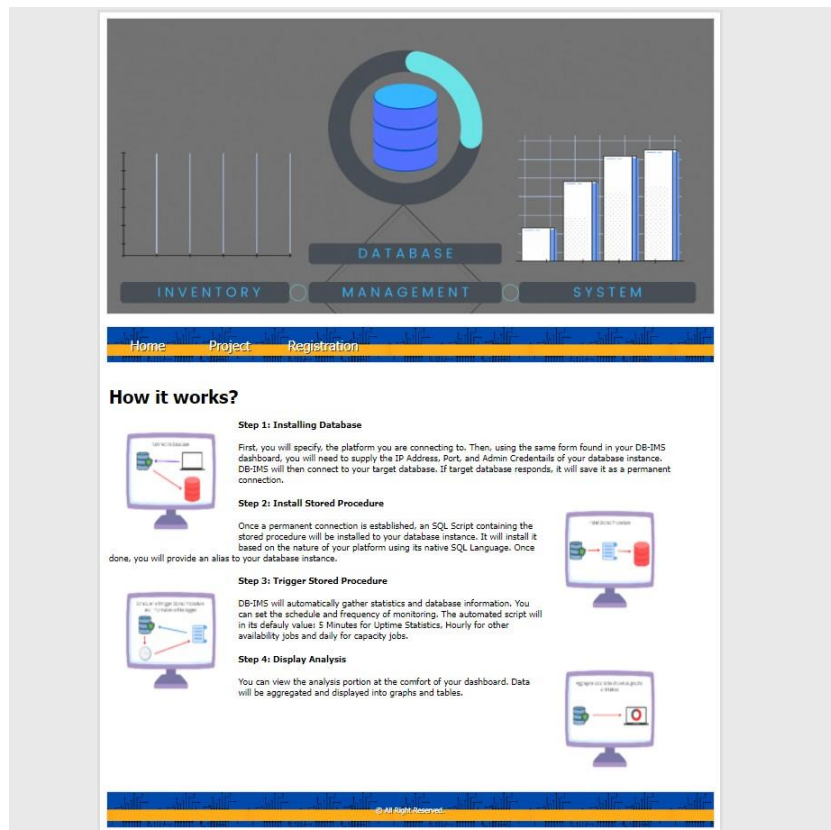 DATABASE
INVENTORY MANAGEMENT SYSTEM
Home Project Registration
How it works?
Step 1: Installing Database
First, you will specify, the platform you are connecting to. Then, using the same form found in your DB-IMS
dashboard, you will need to supply the IP Address, Port, and Admin Credentails of your database instance.
DB-IMS will then connect to your target database. If target database responds, it will save it as a permanent
connection.
Step 2: Install Stored Procedure
Once a permanent connection is established, an SQL Script containing the
stored procedure will be installed to your database instance. It will install it
based on the nature of your platform using its native SQL Language. Once
done, you will provide an alias to your database instance.
Step 3: Trigger Stored Procedure
DB-IMS will automatically gather statistics and database information. You
can set the schedule and frequency of monitoring. The automated script will
in its defauly value: 5 Minutes for Uptime Statistics, Hourly for other
availability jobs and daily for capacity jobs.
Step 4: Display Analysis
You can view the analysis portion at the comfort of your dashboard. Data
will be aggregated and displayed into graphs and tables.
© All Right Reserved.